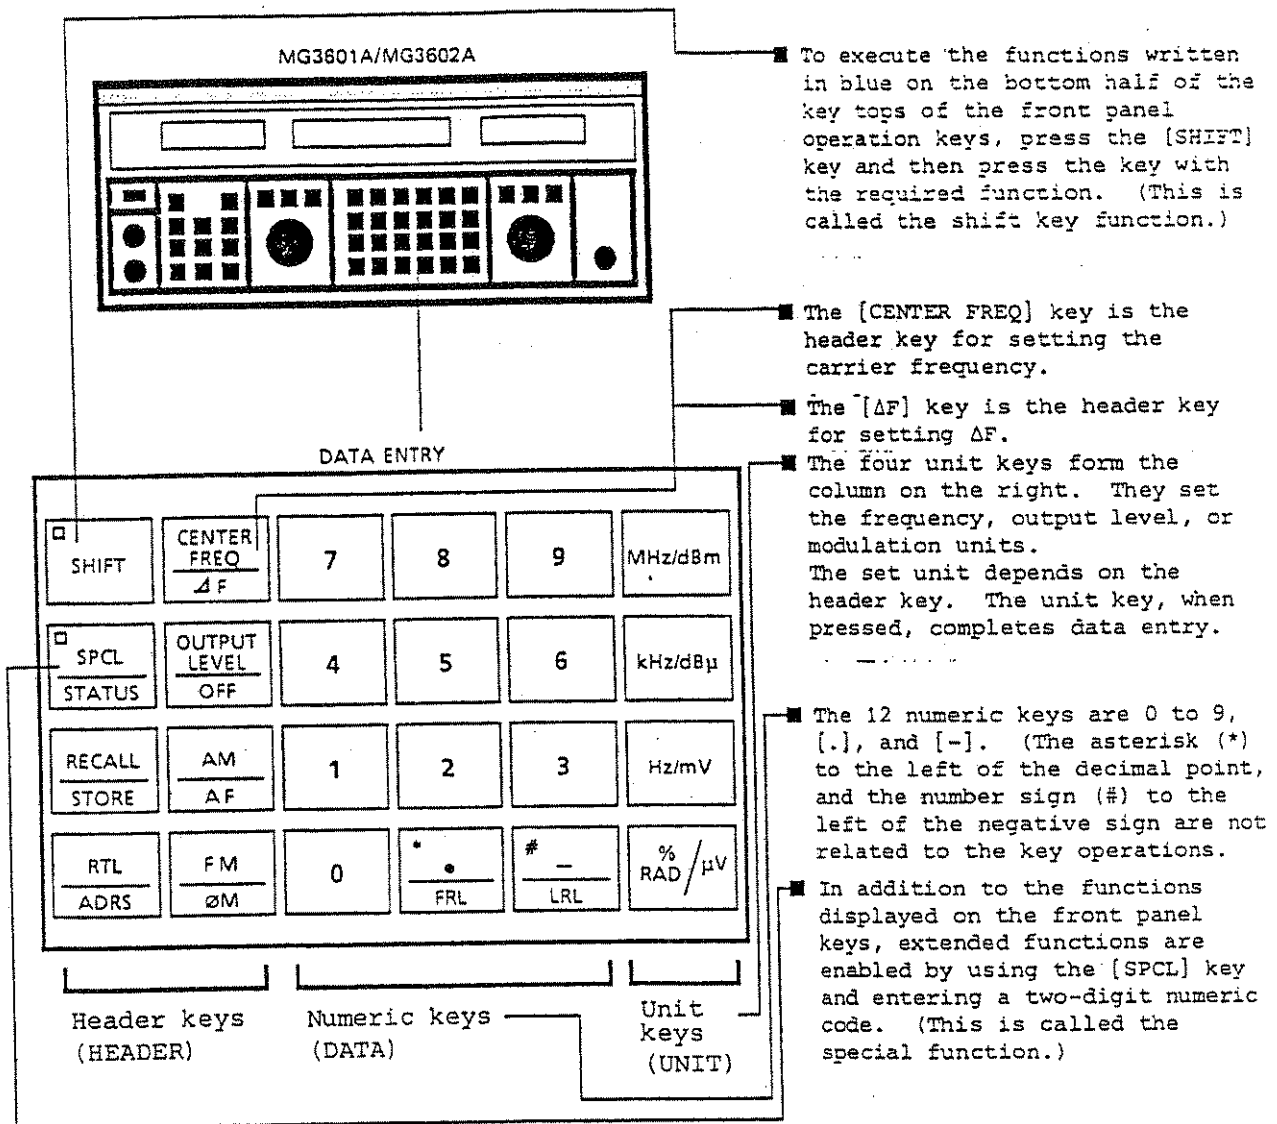 MG3601A/MG3602A
■ To execute the functions written
in blue on the bottom half of the
key tops of the front panel
operation keys, press the [SHIFT]
key and then press the key with
the required function. (This is
called the shift key function.)
■ The [CENTER FREQ] key is the
header key for setting the
carrier frequency.
■ The [ΔF] key is the header key
for setting ΔF.
■ The four unit keys form the
column on the right. They set
the frequency, output level, or
modulation units.
The set unit depends on the
header key. The unit key, when
pressed, completes data entry.
■ The 12 numeric keys are 0 to 9,
[.], and [-]. (The asterisk (*)
to the left of the decimal point,
and the number sign (#) to the
left of the negative sign are not
related to the key operations.
■ In addition to the functions
displayed on the front panel
keys, extended functions are
enabled by using the [SPCL] key
and entering a two-digit numeric
code. (This is called the
special function.)
DATA ENTRY
SHIFT
CENTER
FREQ
ΔF
7
8
9
MHz/dBm
SPCL
STATUS
OUTPUT
LEVEL
OFF
4
5
6
kHz/dBμ
RECALL
STORE
AM
AF
1
2
3
Hz/mV
RTL
ADRS
FM
øM
0
* •
FRL
# −
LRL
%
RAD/μV
Header keys
(HEADER)
Numeric keys
(DATA)
Unit
keys
(UNIT)